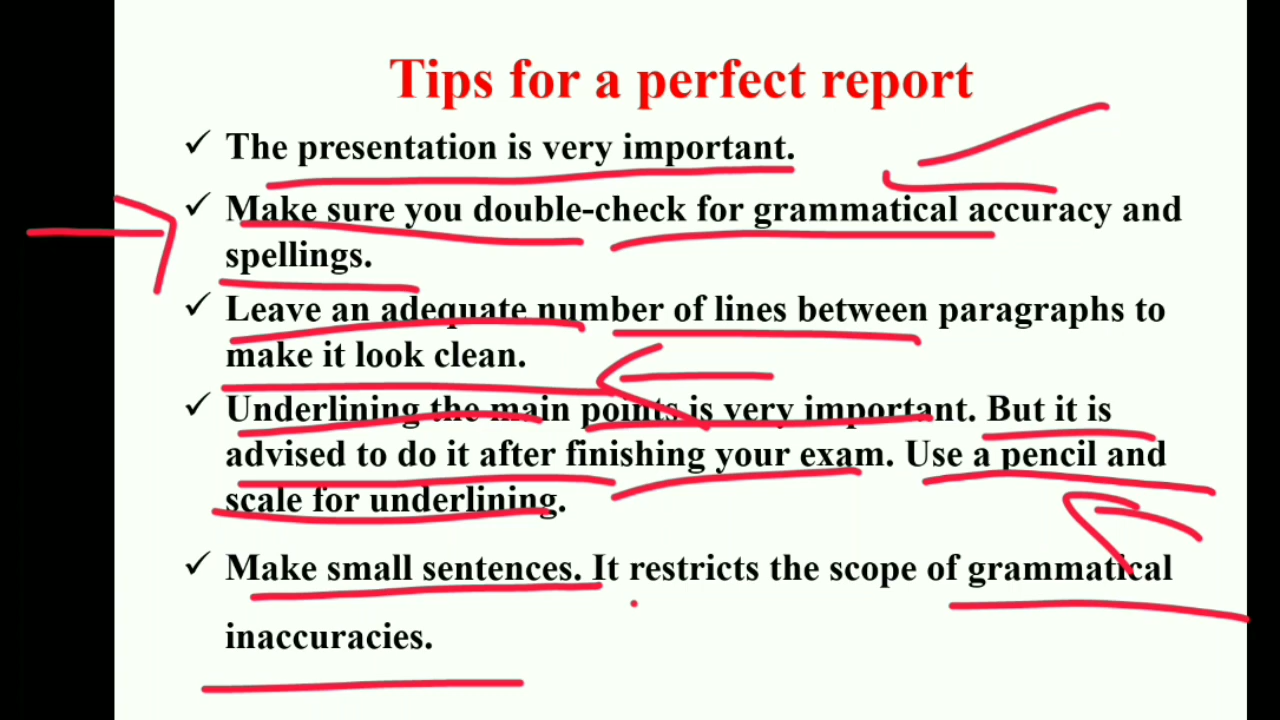 Tips for a perfect report
✓ The presentation is very important.
✓ Make sure you double-check for grammatical accuracy and
spellings.
✓ Leave an adequate number of lines between paragraphs to
make it look clean.
✓ Underlining the main points is very important. But it is
advised to do it after finishing your exam. Use a pencil and
scale for underlining.
✓ Make small sentences. It restricts the scope of grammatical
inaccuracies.